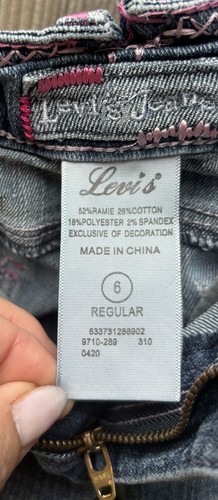 Levi's Jeans
Levi's
52%RAMIE 28%COTTON
18%POLYESTER 2% SPANDEX
EXCLUSIVE OF DECORATION
MADE IN CHINA
6
REGULAR
633731286902
9710-289 310
0420